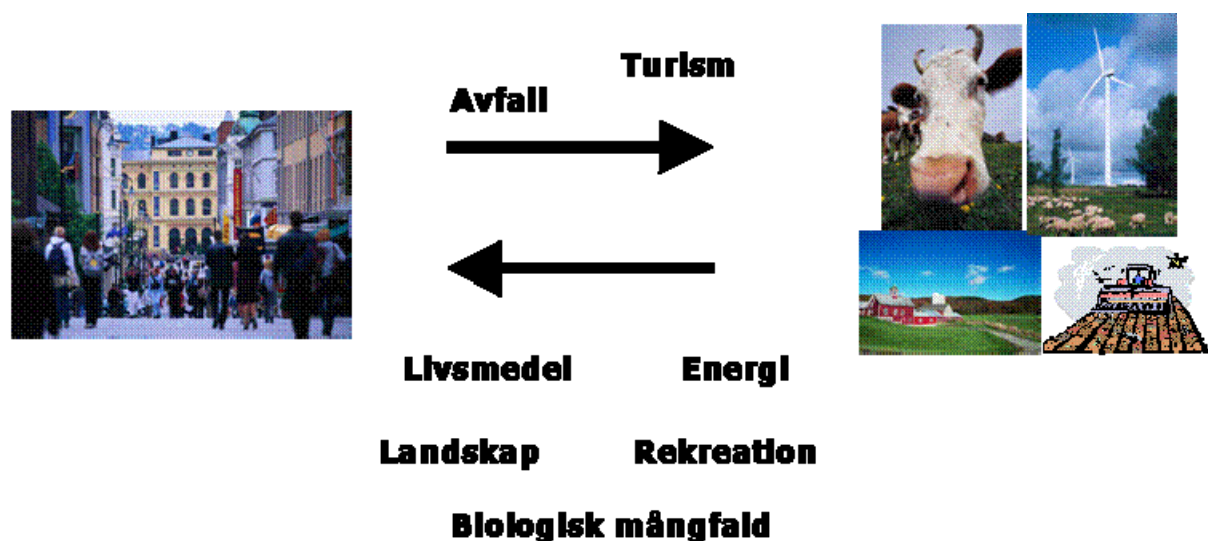 Turism
Avfall
Livsmedel Energi
Landskap Rekreation
Biologisk mångfald